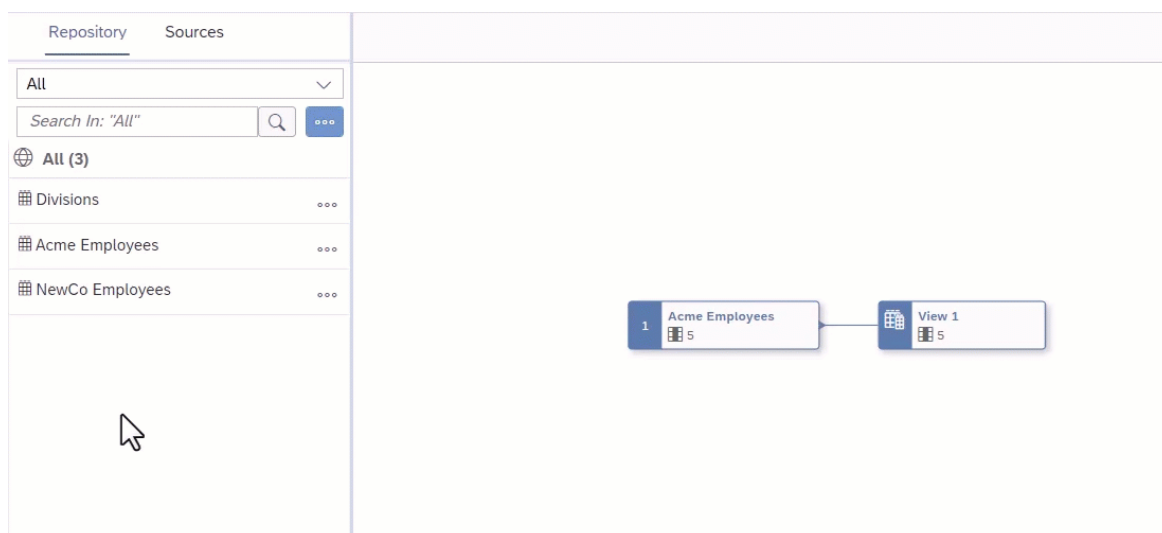 Repository Sources
All
Search In: "All"
All (3)
Divisions
Acme Employees
NewCo Employees
1 Acme Employees
5
View 1
5